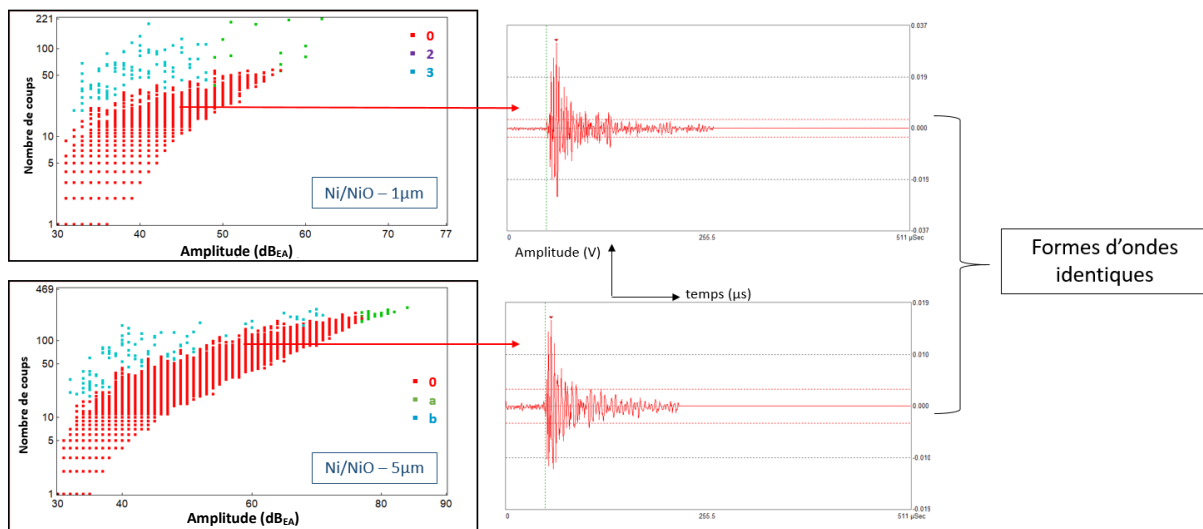 221
100
50
10
5
1
Nombre de coups
0
2
3
Ni/NiO – 1µm
30
40
50
60
70
77
Amplitude (dBEA)
0.037
0.019
0.000
-0.015
-0.037
0
255.5
511 µSec
Amplitude (V)
temps (µs)
Formes d'ondes
identiques
469
100
50
10
5
1
Nombre de coups
0
a
b
Ni/NiO – 5µm
30
40
60
80
90
Amplitude (dBEA)
0.019
0.010
0.000
-0.010
-0.015
0
255.5
511 µSec